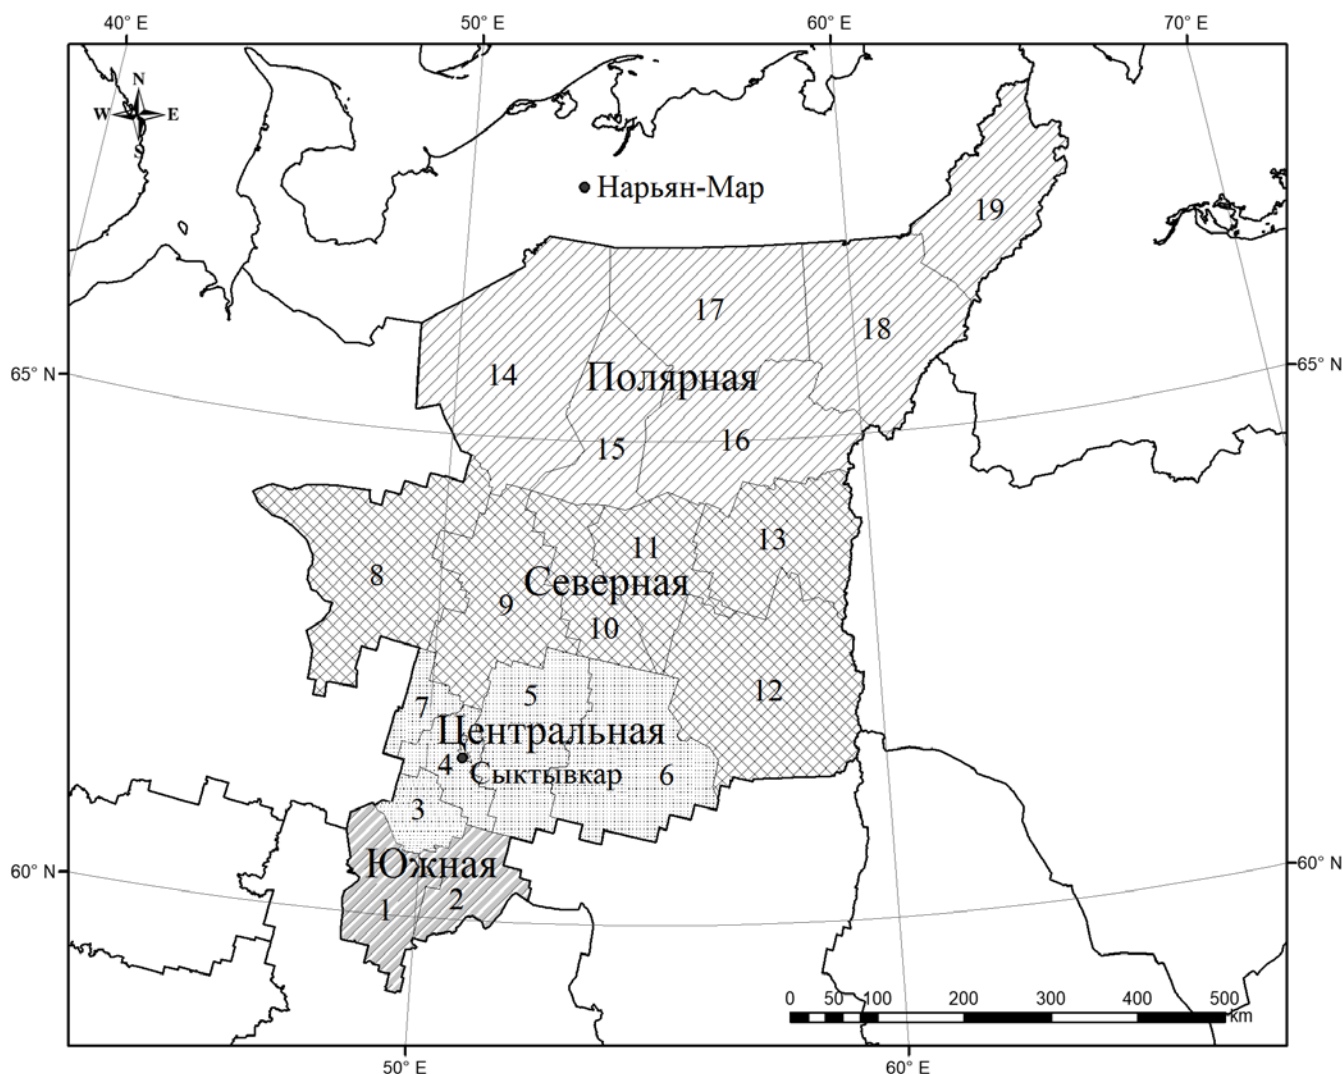 40° E 50° E 60° E 70° E
N
W E
S
Нарьян-Мар
19
17
18
14
65° N
65° N
Полярная
15
16
13
11
8
Северная
9
10
12
5
7
Центральная
4
Сыктывкар
6
3
60° N
Южная
60° N
1
2
0 50 100 200 300 400 500
km
50° E 60° E